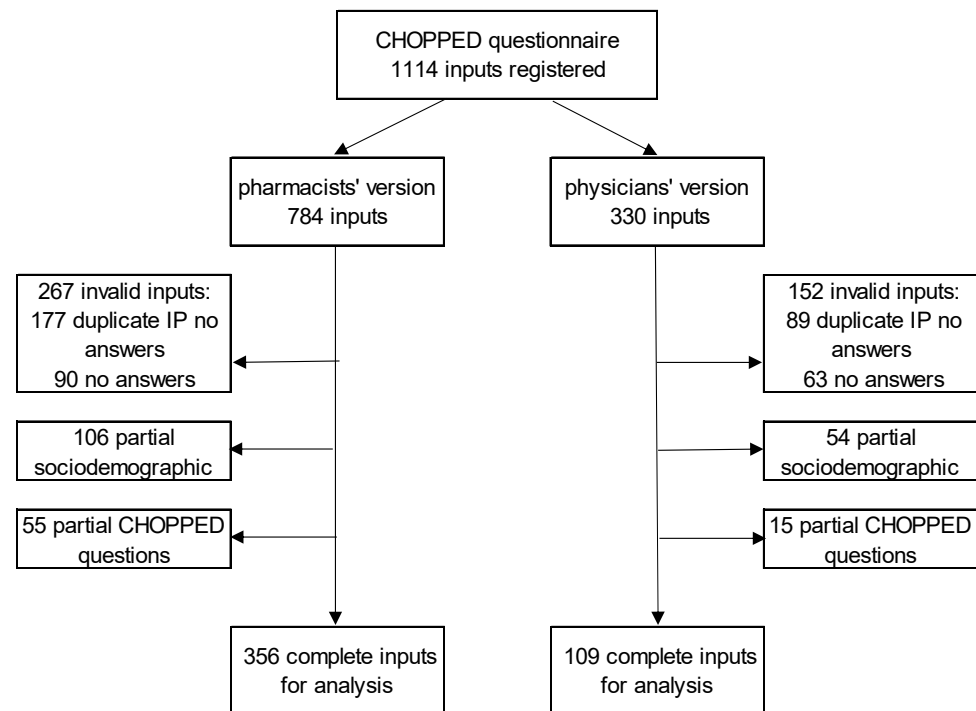 CHOPPED questionnaire
1114 inputs registered
pharmacists' version
784 inputs
physicians' version
330 inputs
267 invalid inputs:
177 duplicate IP no
answers
90 no answers
152 invalid inputs:
89 duplicate IP no
answers
63 no answers
106 partial
sociodemographic
54 partial
sociodemographic
55 partial CHOPPED
questions
15 partial CHOPPED
questions
356 complete inputs
for analysis
109 complete inputs
for analysis